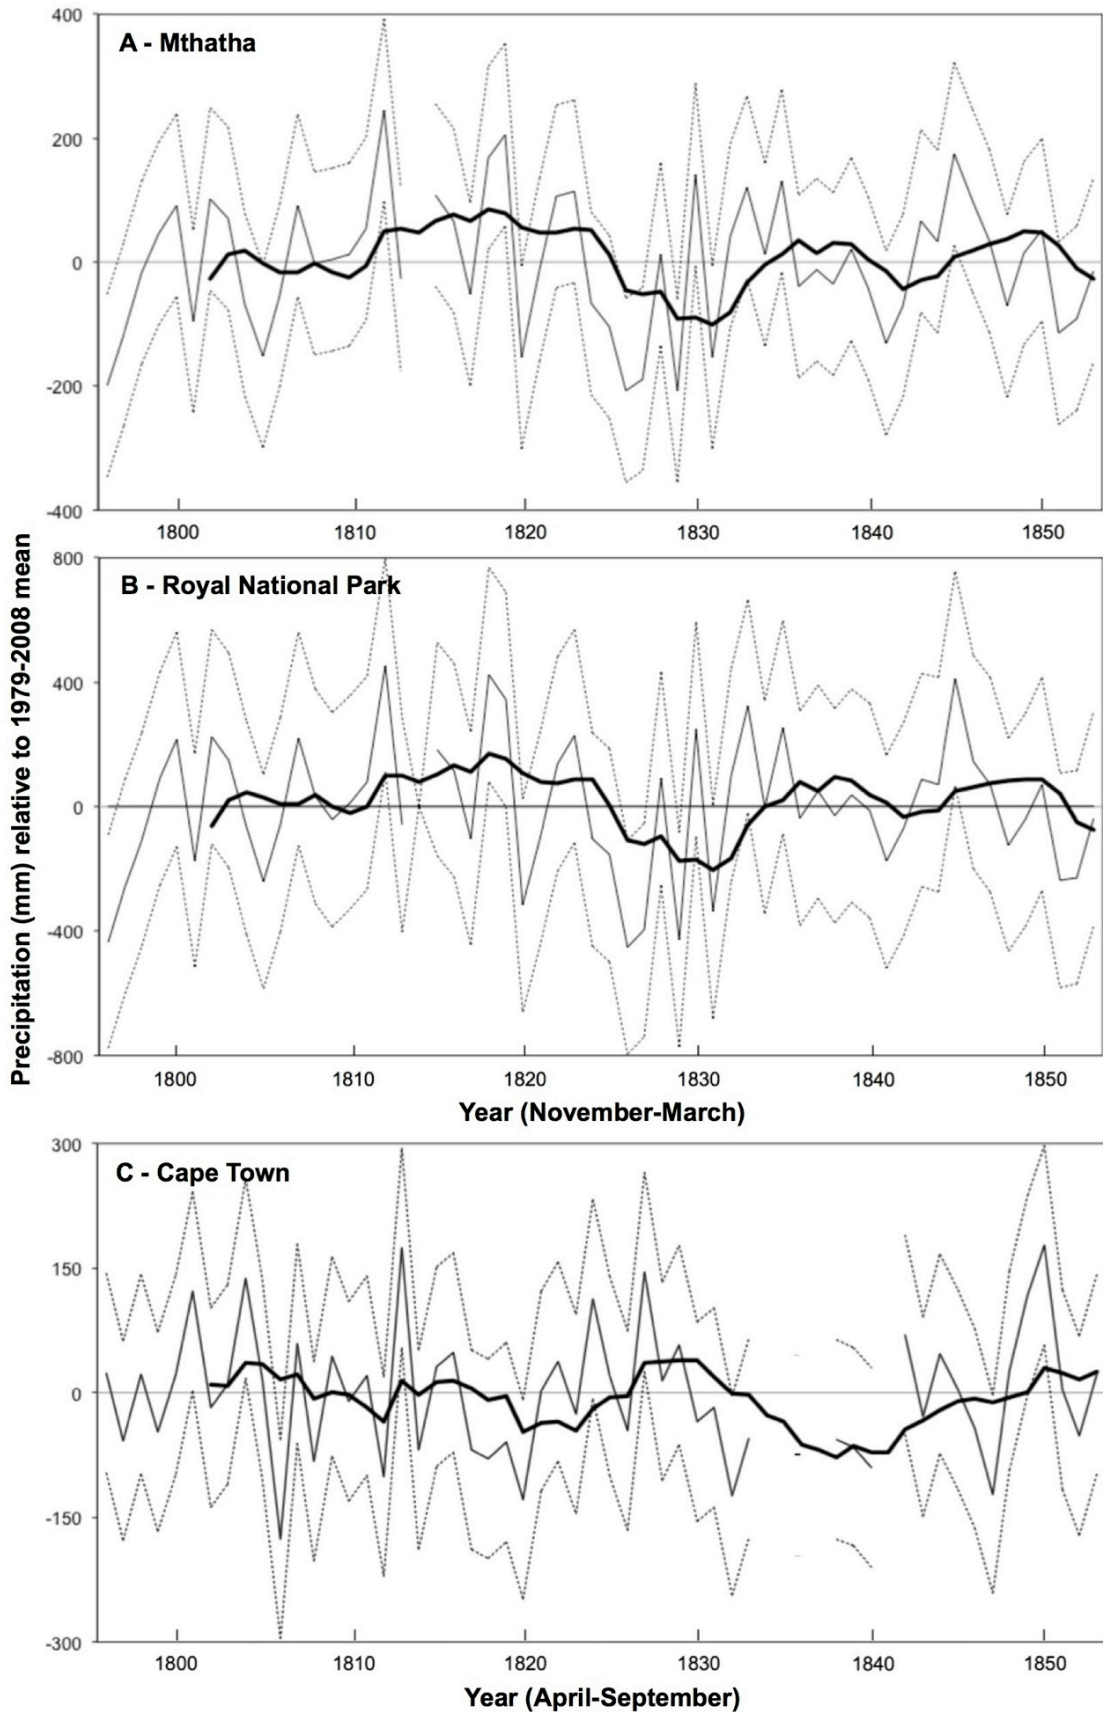 Precipitation (mm) relative to 1979-2008 mean
A - Mthatha
400
200
0
-200
-400
1800 1810 1820 1830 1840 1850
B - Royal National Park
800
400
0
-400
-800
1800 1810 1820 1830 1840 1850
Year (November-March)
C - Cape Town
300
150
0
-150
-300
1800 1810 1820 1830 1840 1850
Year (April-September)